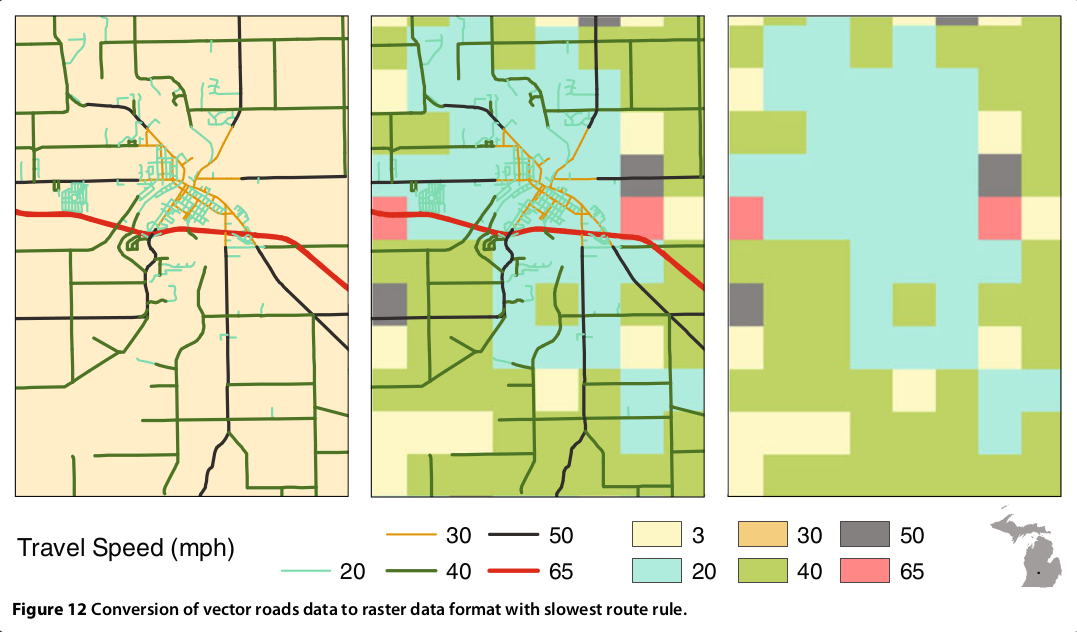 Travel Speed (mph)
30 50 3 30 50
20 40 65 20 40 65
Figure 12 Conversion of vector roads data to raster data format with slowest route rule.